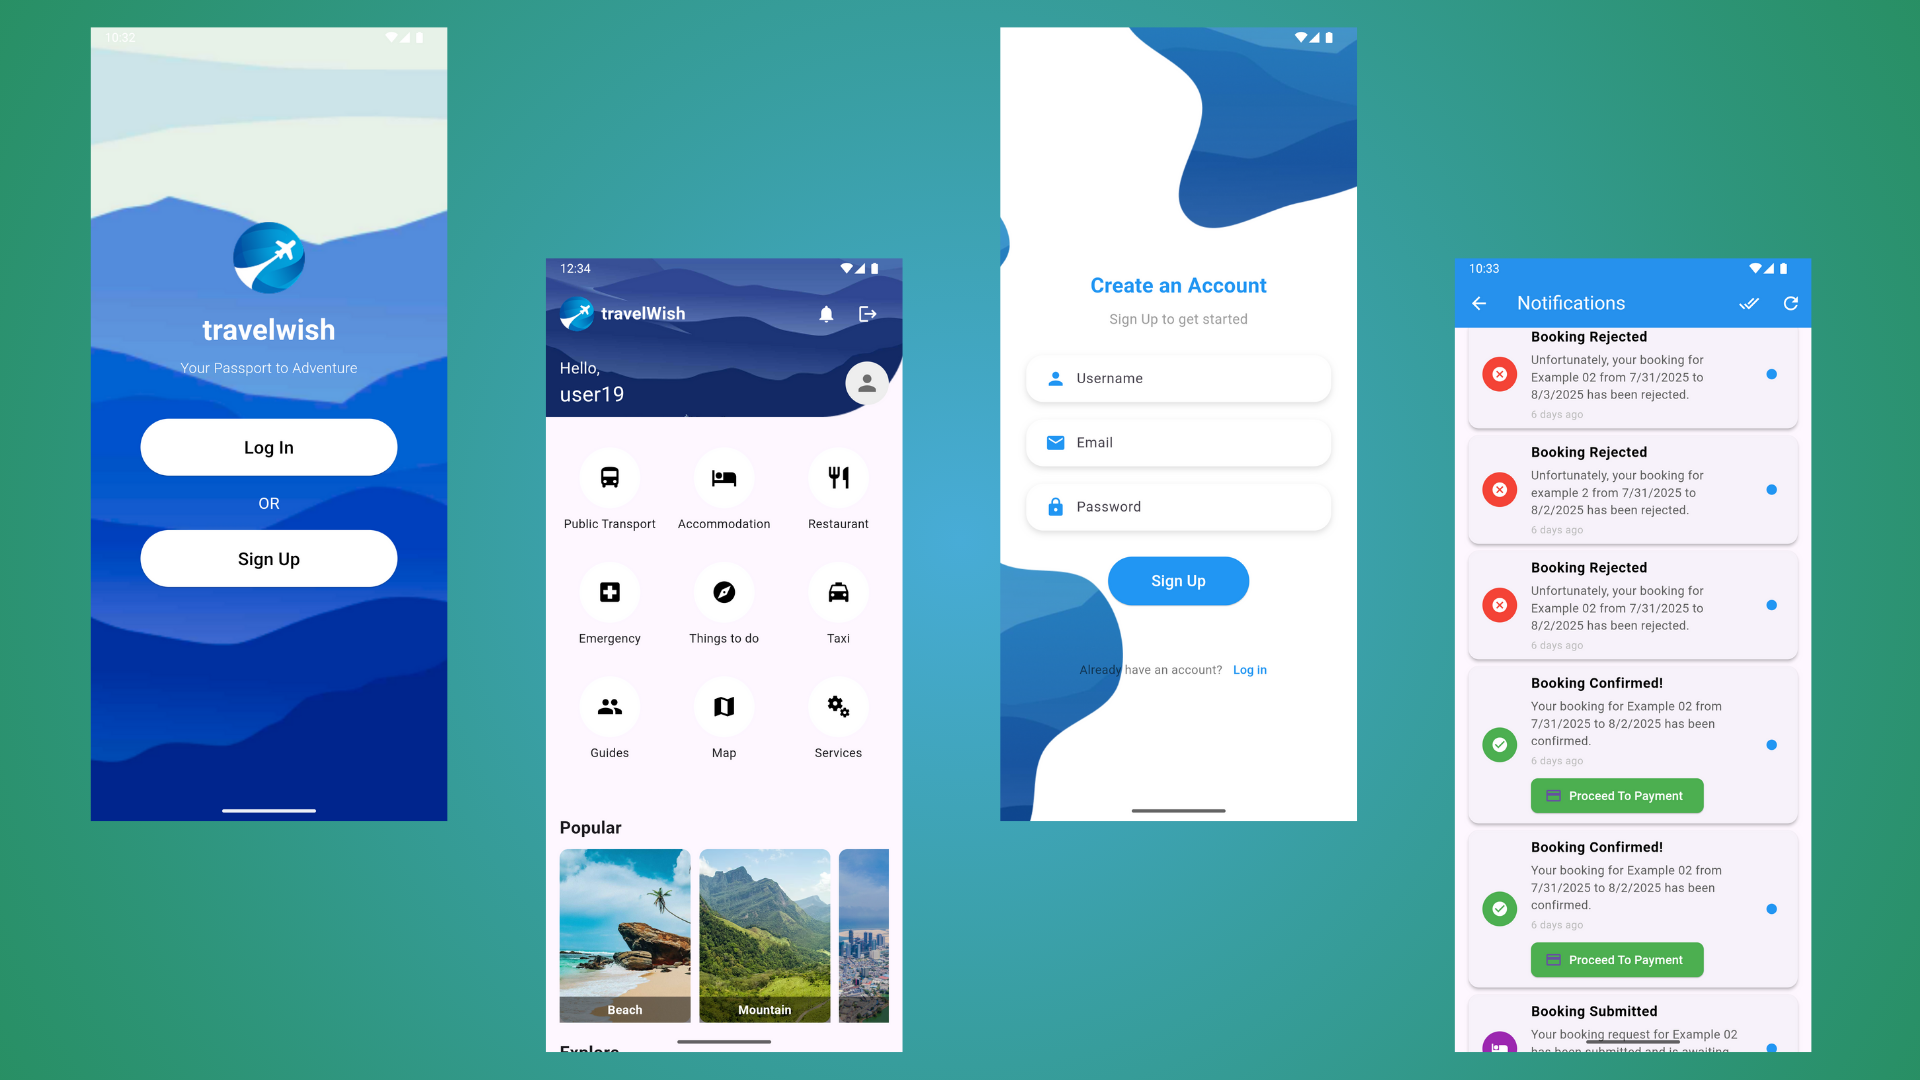 10:32
travelwish
Your Passport to Adventure
Log In
OR
Sign Up
12:34
travelWish
Hello,
user19
Public Transport
Accommodation
Restaurant
Emergency
Things to do
Taxi
Guides
Map
Services
Popular
Beach
Mountain
Explore
Create an Account
Sign Up to get started
Username
Email
Password
Sign Up
Already have an account? Log in
10:33
Notifications
Booking Rejected
Unfortunately, your booking for
Example 02 from 7/31/2025 to
8/3/2025 has been rejected.
6 days ago
Booking Rejected
Unfortunately, your booking for
example 2 from 7/31/2025 to
8/2/2025 has been rejected.
6 days ago
Booking Rejected
Unfortunately, your booking for
Example 02 from 7/31/2025 to
8/2/2025 has been rejected.
6 days ago
Booking Confirmed!
Your booking for Example 02 from
7/31/2025 to 8/2/2025 has been
confirmed.
6 days ago
Proceed To Payment
Booking Confirmed!
Your booking for Example 02 from
7/31/2025 to 8/2/2025 has been
confirmed.
6 days ago
Proceed To Payment
Booking Submitted
Your booking request for Example 02
has been submitted and is awaiting